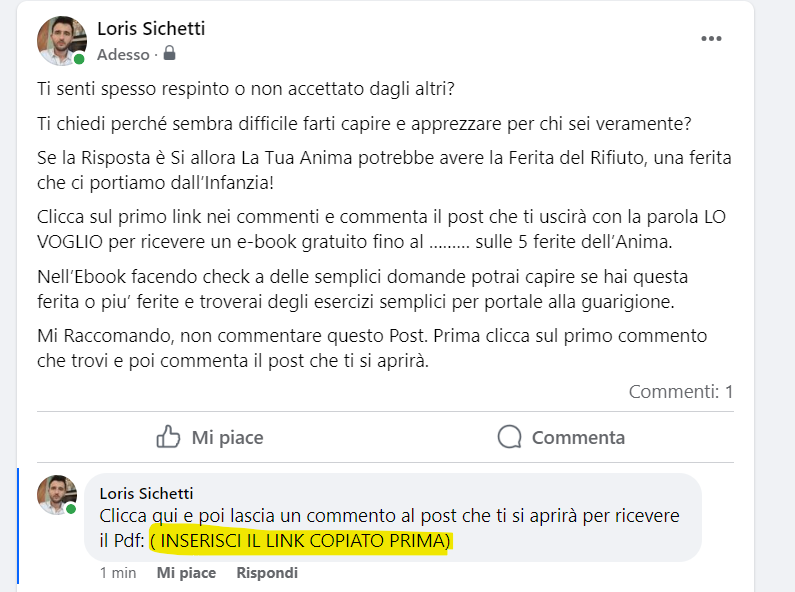 Loris Sichetti
Adesso ·
Ti senti spesso respinto o non accettato dagli altri?
Ti chiedi perché sembra difficile farti capire e apprezzare per chi sei veramente?
Se la Risposta è Si allora La Tua Anima potrebbe avere la Ferita del Rifiuto, una ferita
che ci portiamo dall'Infanzia!
Clicca sul primo link nei commenti e commenta il post che ti uscirà con la parola LO
VOGLIO per ricevere un e-book gratuito fino al ......... sulle 5 ferite dell'Anima.
Nell'Ebook facendo check a delle semplici domande potrai capire se hai questa
ferita o piu' ferite e troverai degli esercizi semplici per portale alla guarigione.
Mi Raccomando, non commentare questo Post. Prima clicca sul primo commento
che trovi e poi commenta il post che ti si aprirà.
Commenti: 1
Mi piace
Commenta
Loris Sichetti
Clicca qui e poi lascia un commento al post che ti si aprirà per ricevere
il Pdf: ( INSERISCI IL LINK COPIATO PRIMA)
1 min Mi piace Rispondi